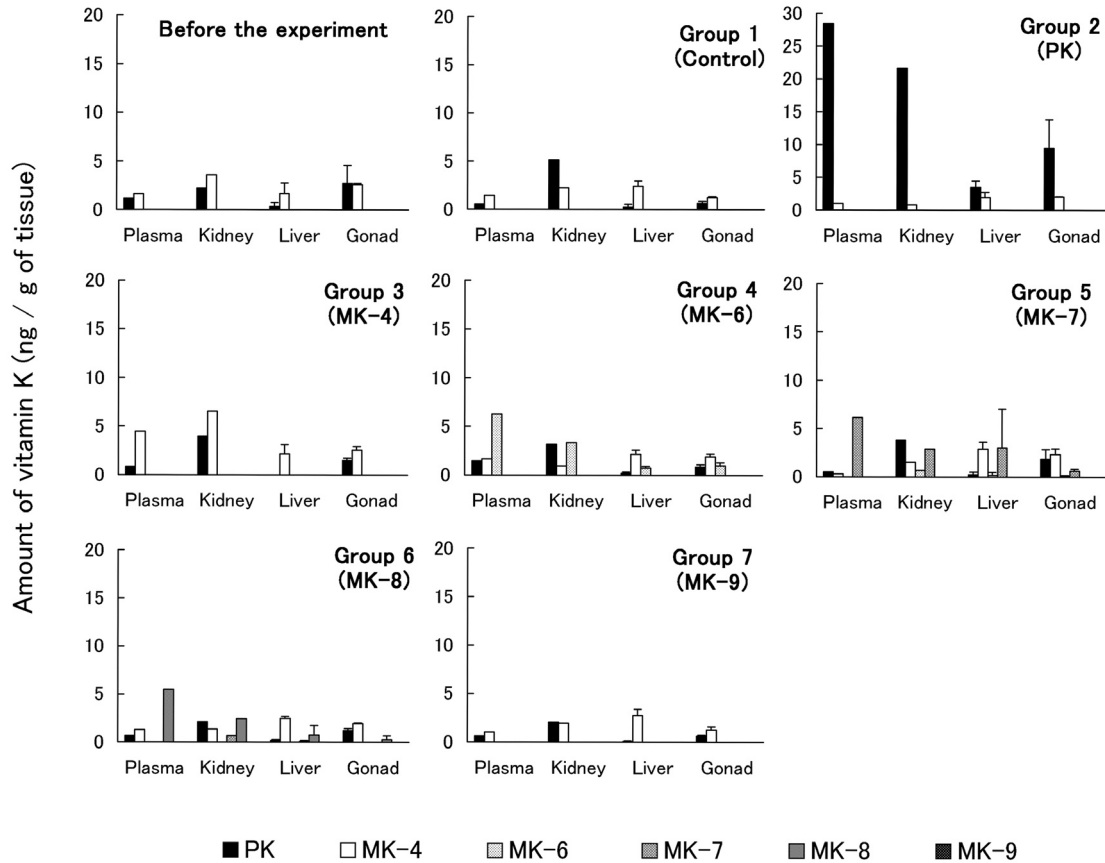 Amount of vitamin K (ng / g of tissue)
Before the experiment
20
15
10
5
0
Plasma Kidney Liver Gonad
Group 1
(Control)
20
15
10
5
0
Plasma Kidney Liver Gonad
Group 2
(PK)
30
25
20
15
10
5
0
Plasma Kidney Liver Gonad
Group 3
(MK-4)
20
15
10
5
0
Plasma Kidney Liver Gonad
Group 4
(MK-6)
20
15
10
5
0
Plasma Kidney Liver Gonad
Group 5
(MK-7)
20
15
10
5
0
Plasma Kidney Liver Gonad
Group 6
(MK-8)
20
15
10
5
0
Plasma Kidney Liver Gonad
Group 7
(MK-9)
20
15
10
5
0
Plasma Kidney Liver Gonad
PK MK-4 MK-6 MK-7 MK-8 MK-9